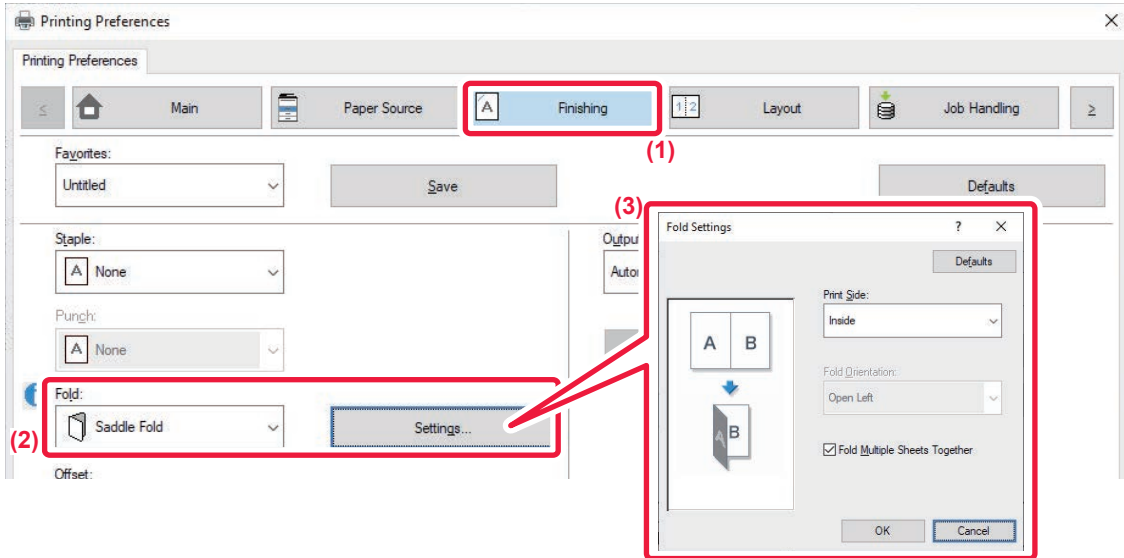 Printing Preferences
Printing Preferences
Main Paper Source A Finishing 1 2 Layout Job Handling
(1)
Favorites:
Untitled Save Defaults
(3)
Staple:
A None
Punch:
A None
Fold:
Saddle Fold Settings...
(2)
Offset:
Fold Settings ?
Defaults
Print Side:
Inside
A B
Fold Orientation:
Open Left
A B
Fold Multiple Sheets Together
OK Cancel